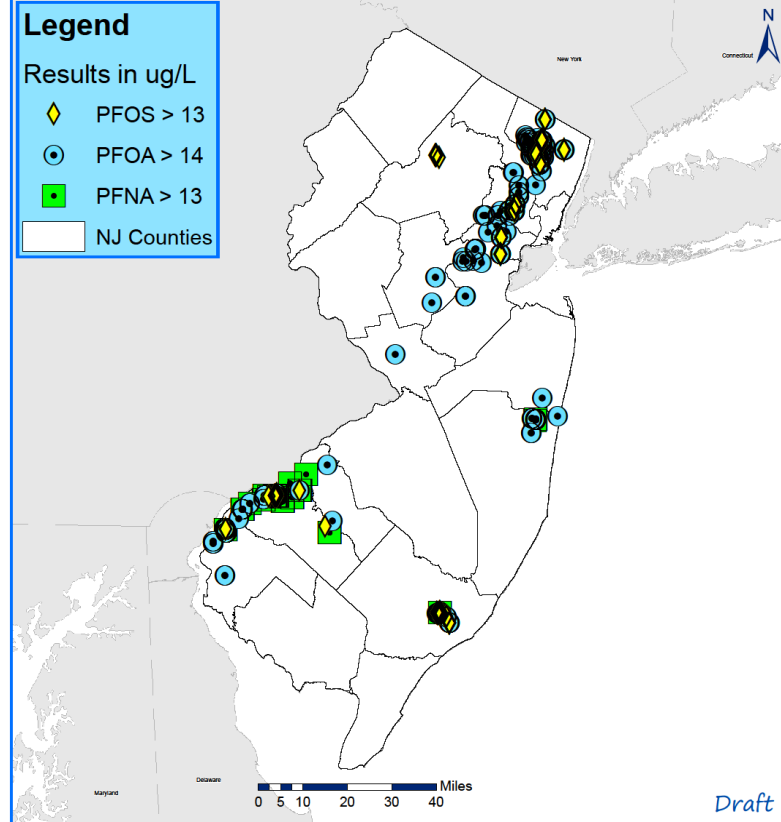 Legend
Results in ug/L
PFOS > 13
PFOA > 14
PFNA > 13
NJ Counties
N
New York
Connecticut
Miles
0 5 10 20 30 40
Maryland
Delaware
Draft